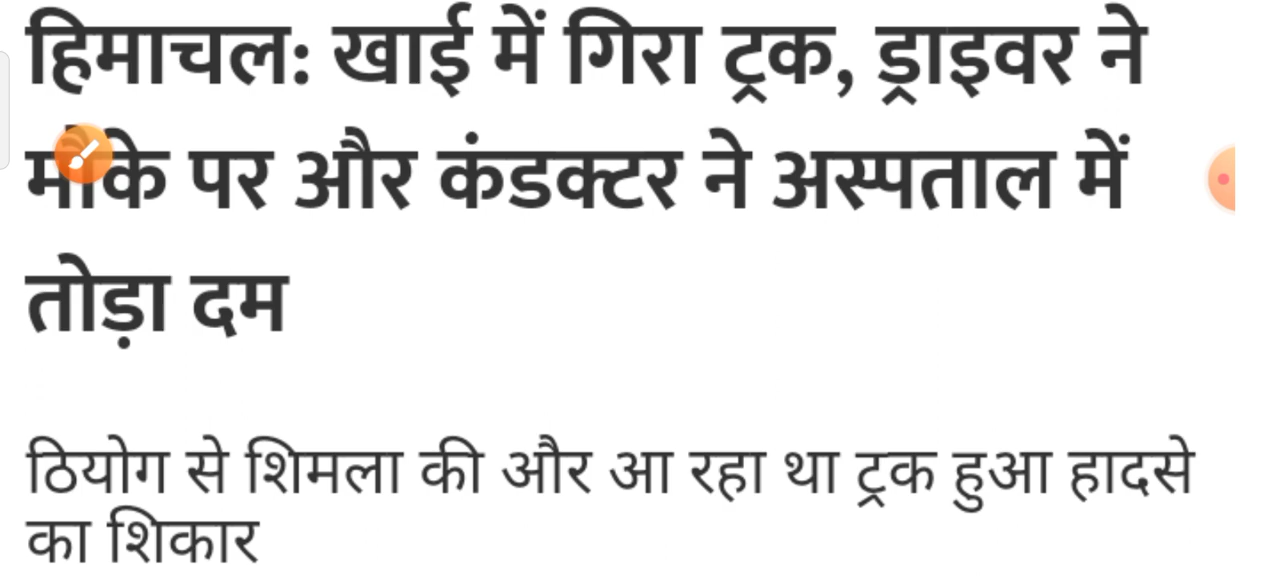 हिमाचल: खाई में गिरा ट्रक, ड्राइवर ने
मौके पर और कंडक्टर ने अस्पताल में
तोड़ा दम
ठियोग से शिमला की और आ रहा था ट्रक हुआ हादसे
का शिकार